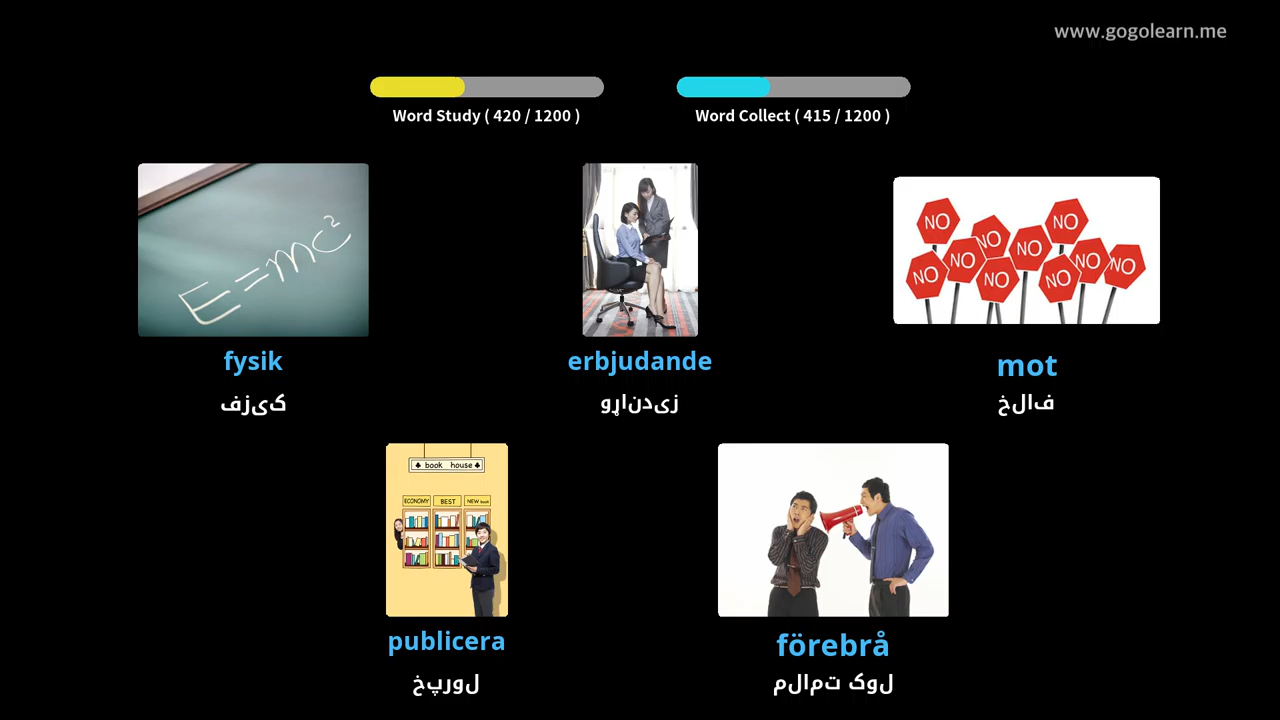 www.gogolearn.me
Word Study ( 420 / 1200 )
Word Collect ( 415 / 1200 )
NO
NO
NO
NO
NO
NO
NO
NO
NO
NO
fysik
erbjudande
mot
کیزف
زیدناړو
فالخ
E=mc²
♣ book house ♣
ECONOMY
BEST
NEW book
publicera
förebrå
لورپخ
لوک تمالم